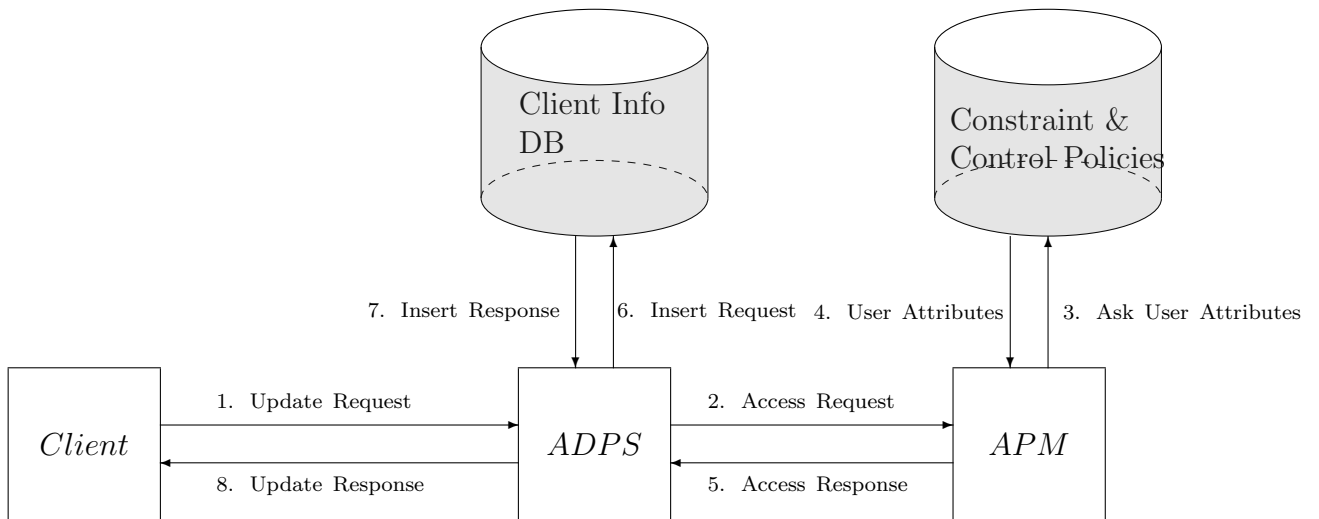 Client Info
DB
Constraint &
Control Policies
7. Insert Response
6. Insert Request
4. User Attributes
3. Ask User Attributes
1. Update Request
2. Access Request
Client
ADPS
APM
8. Update Response
5. Access Response